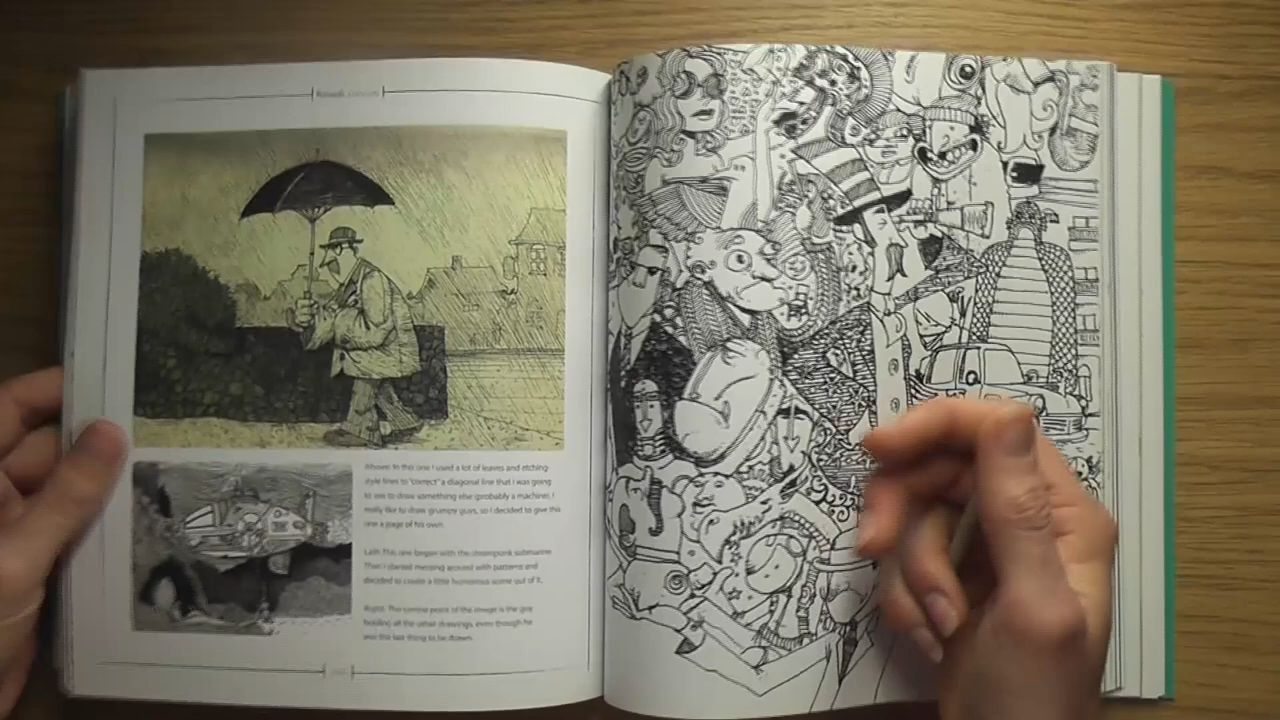 Above: In this one I used a lot of leaves and etching-
style lines to "correct" a diagonal line that I was going
to use to draw something else (probably a machine). I
really like to draw grumpy guys, so I decided to give this
one a page of his own.
Left: This one began with the steampunk submarine.
Then I started messing around with patterns and
decided to create a little humorous scene out of it.
Right: The central point of the image is the guy
holding all the other drawings, even though he
was the last thing to be drawn.